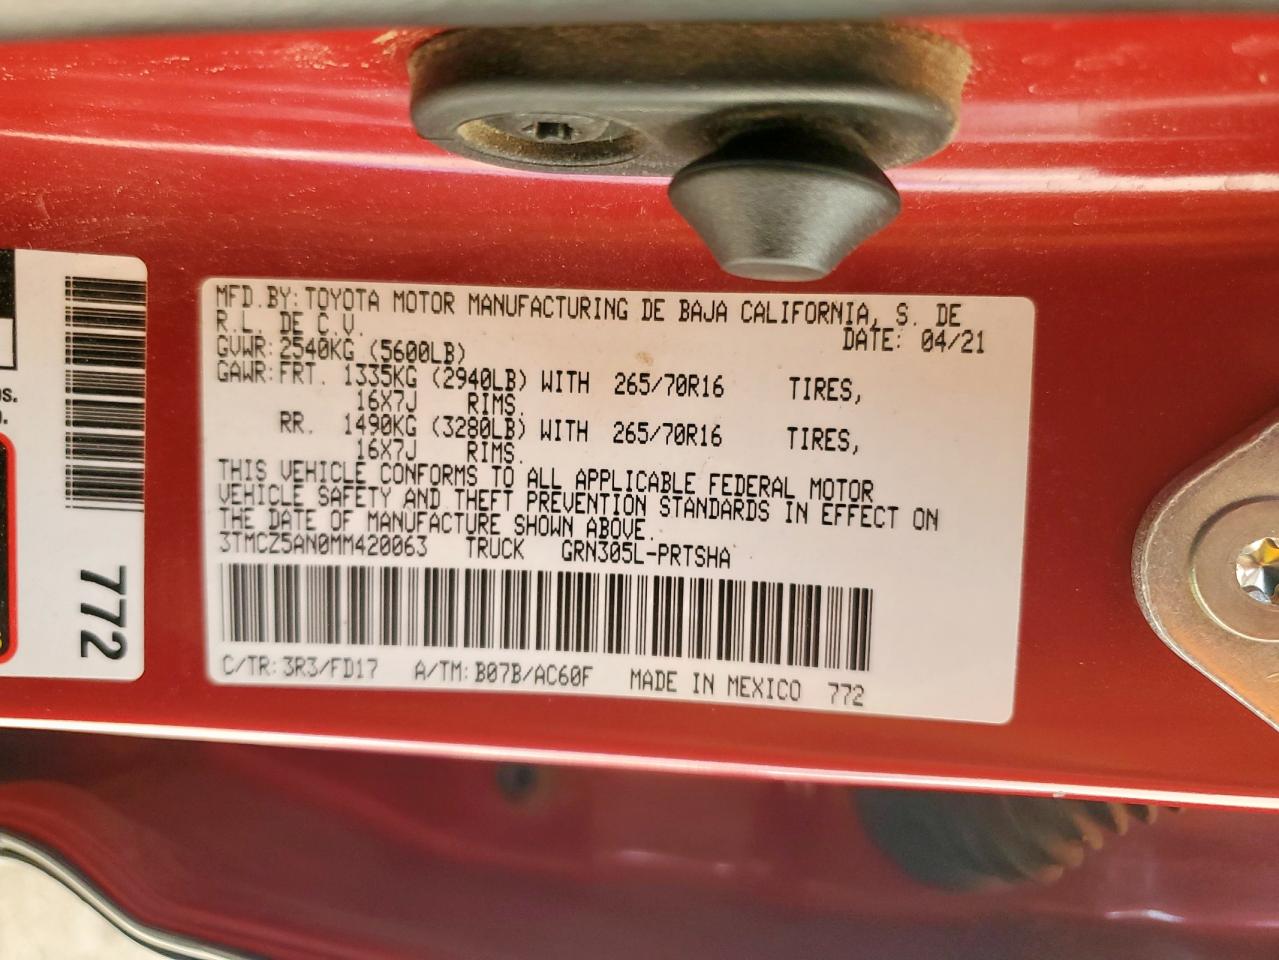 MFD.BY: TOYOTA MOTOR MANUFACTURING DE BAJA CALIFORNIA, S. DE
R.L. DE C.V. DATE: 04/21
GVWR: 2540KG (5600LB)
GAWR: FRT. 1335KG (2940LB) WITH 265/70R16 TIRES,
16X7J RIMS.
RR. 1490KG (3280LB) WITH 265/70R16 TIRES,
16X7J RIMS.
THIS VEHICLE CONFORMS TO ALL APPLICABLE FEDERAL MOTOR
VEHICLE SAFETY AND THEFT PREVENTION STANDARDS IN EFFECT ON
THE DATE OF MANUFACTURE SHOWN ABOVE.
3TMCZ5AN0MM420063 TRUCK GRN305L-PRTSHA
C/TR: 3R3/FD17 A/TM: B07B/AC60F MADE IN MEXICO 772
772